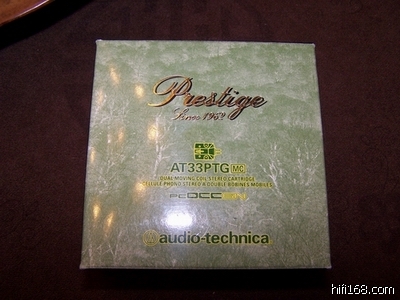 Prestige
Since 1962
AT33PTG MC
DUAL MOVING COIL STEREO CARTRIDGE
CELLULE PHONO STEREO A DOUBLE BOBINES MOBILES
PCOCC
audio-technica
hifi168.com